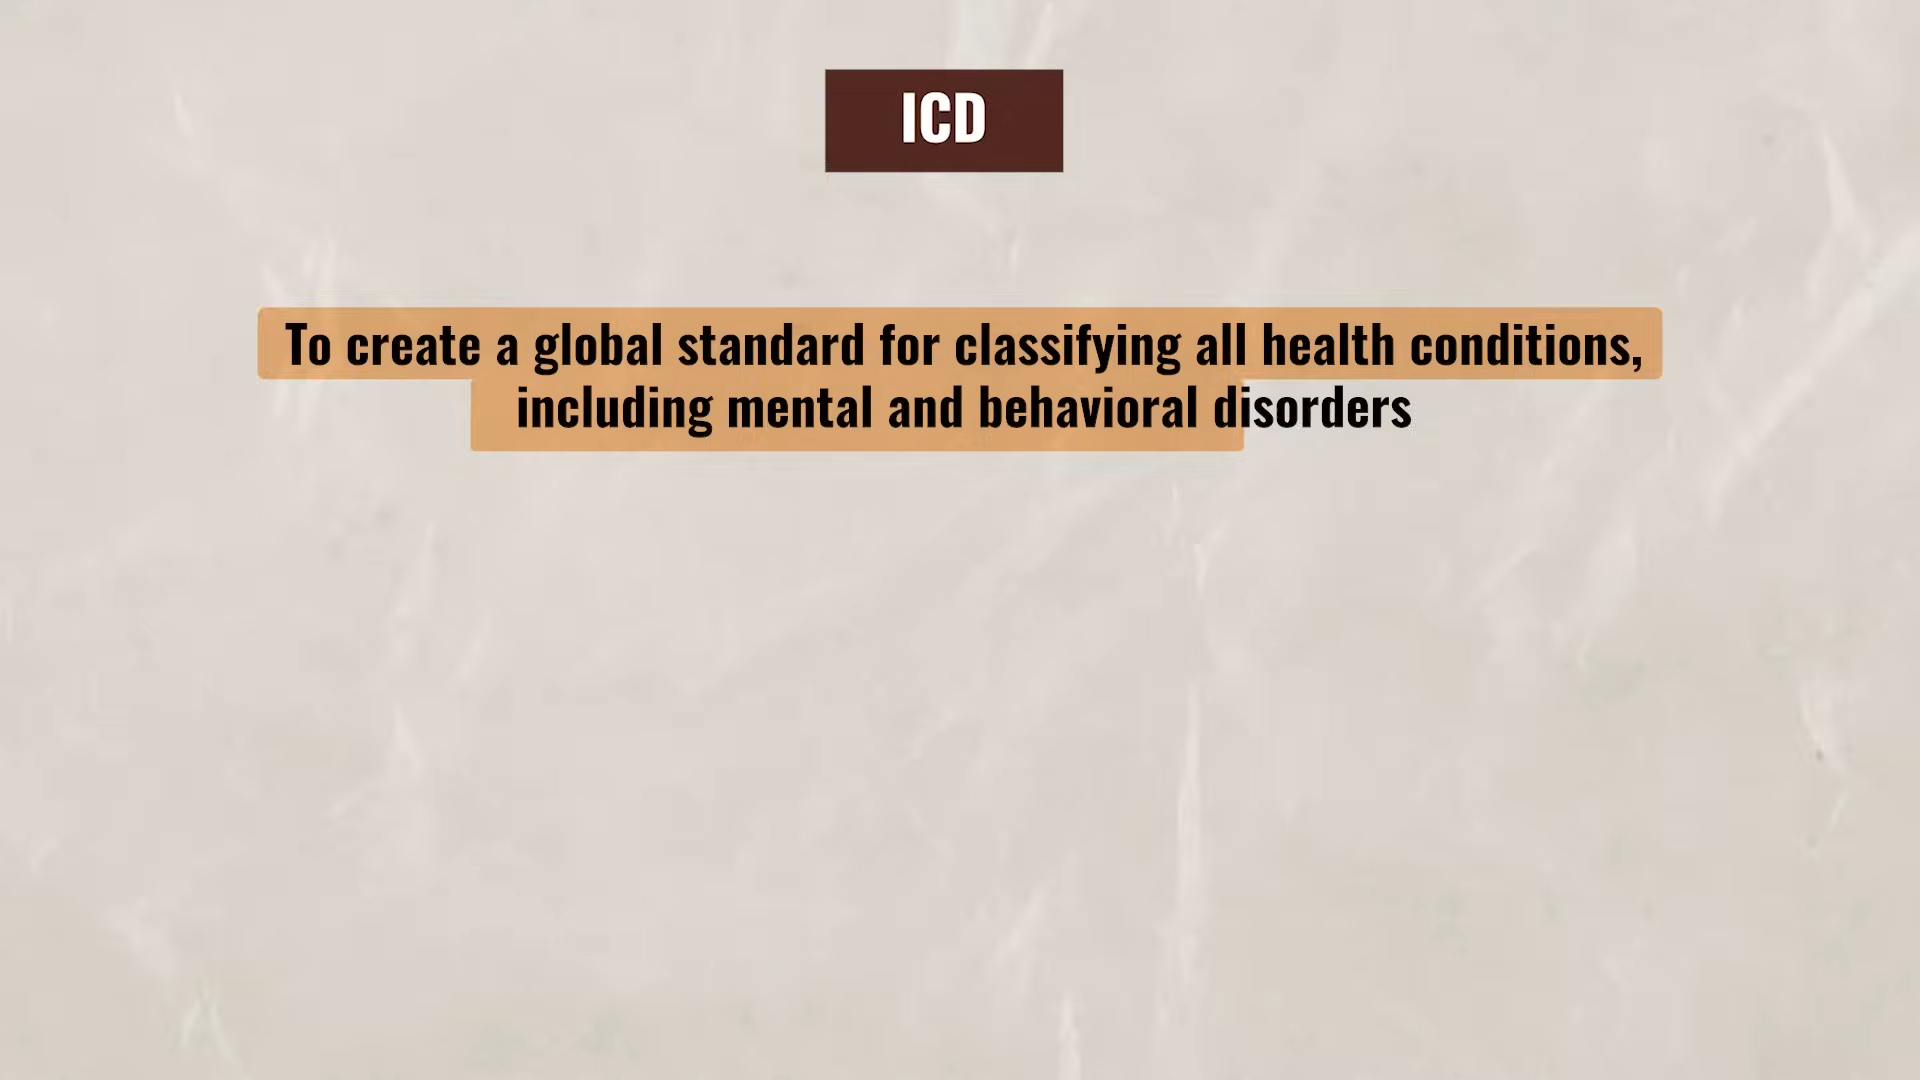 ICD
To create a global standard for classifying all health conditions,
including mental and behavioral disorders